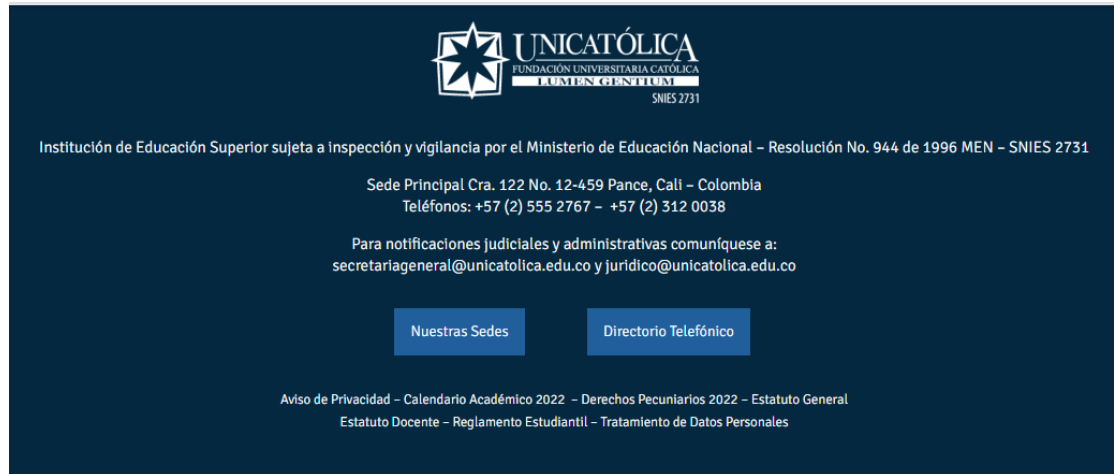 UNICATÓLICA
FUNDACIÓN UNIVERSITARIA CATÓLICA
LUMEN GENTIUM
SNIES 2731
Institución de Educación Superior sujeta a inspección y vigilancia por el Ministerio de Educación Nacional – Resolución No. 944 de 1996 MEN – SNIES 2731
Sede Principal Cra. 122 No. 12-459 Pance, Cali – Colombia
Teléfonos: +57 (2) 555 2767 – +57 (2) 312 0038
Para notificaciones judiciales y administrativas comuníquese a:
secretariageneral@unicatolica.edu.co y juridico@unicatolica.edu.co
Nuestras Sedes
Directorio Telefónico
Aviso de Privacidad – Calendario Académico 2022 – Derechos Pecuniarios 2022 – Estatuto General
Estatuto Docente – Reglamento Estudiantil – Tratamiento de Datos Personales